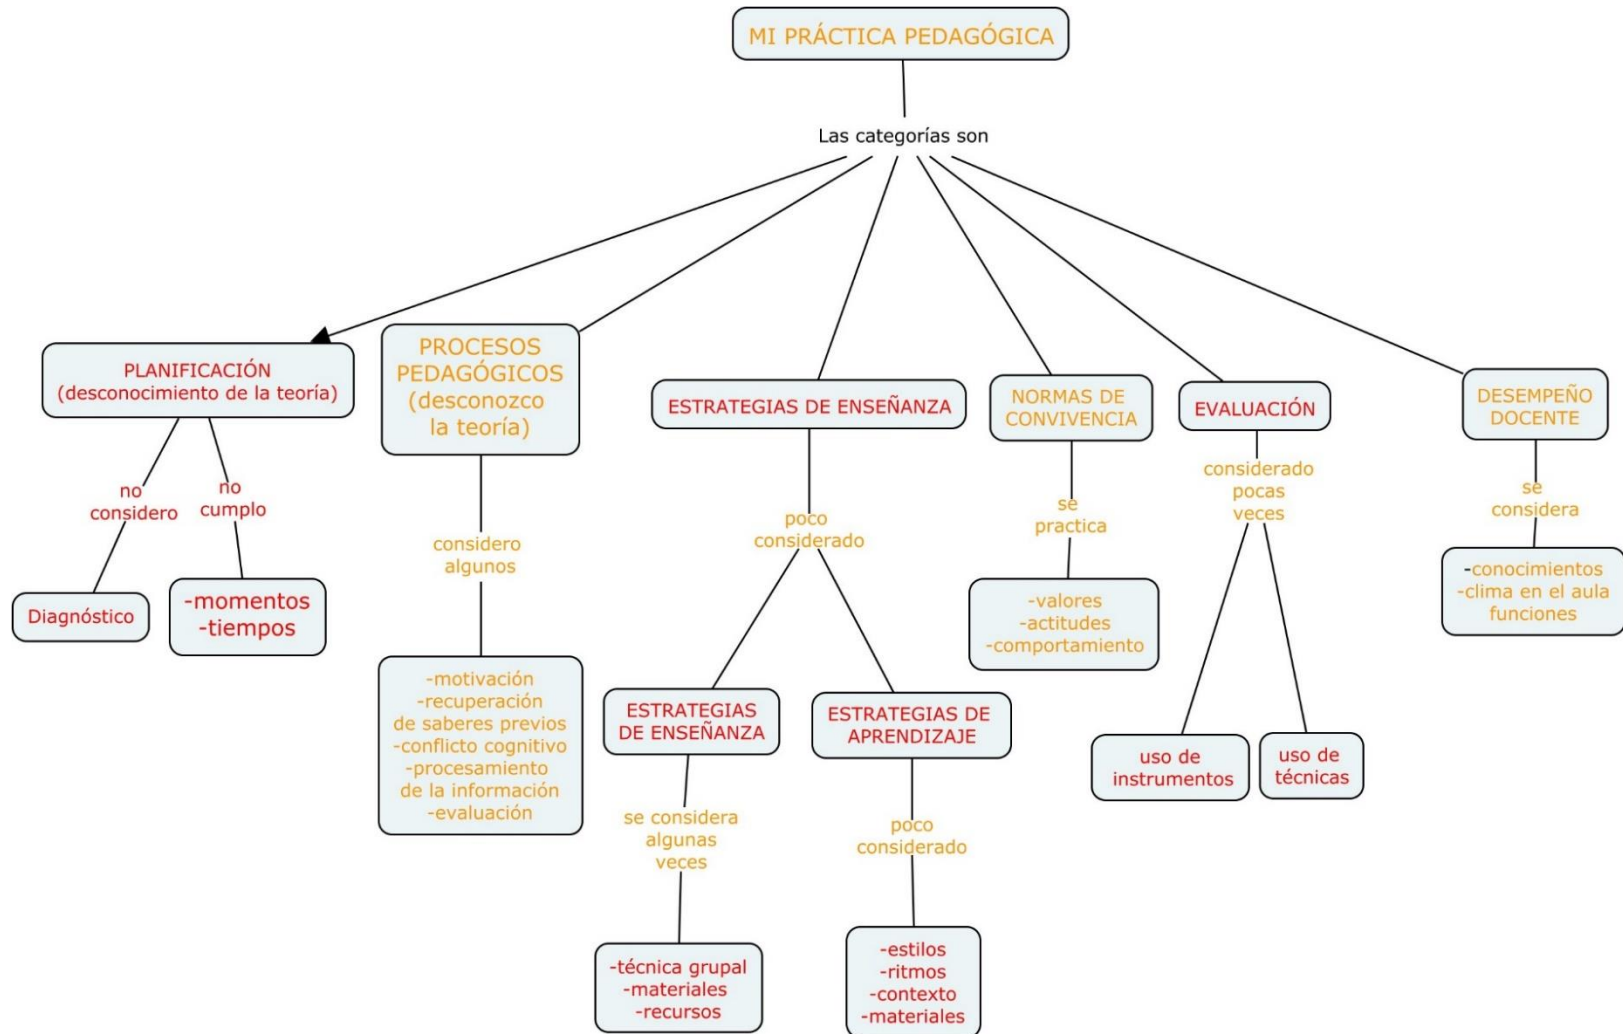 MI PRÁCTICA PEDAGÓGICA
Las categorías son
PLANIFICACIÓN
(desconocimiento de la teoría)
no
considero
no
cumplo
Diagnóstico
-momentos
-tiempos
PROCESOS
PEDAGÓGICOS
(desconozco
la teoría)
considero
algunos
-motivación
-recuperación
de saberes previos
-conflicto cognitivo
-procesamiento
de la información
-evaluación
ESTRATEGIAS DE ENSEÑANZA
poco
considerado
ESTRATEGIAS
DE ENSEÑANZA
se considera
algunas
veces
-técnica grupal
-materiales
-recursos
ESTRATEGIAS DE
APRENDIZAJE
poco
considerado
-estilos
-ritmos
-contexto
-materiales
NORMAS DE
CONVIVENCIA
se
practica
-valores
-actitudes
-comportamiento
EVALUACIÓN
considerado
pocas
veces
uso de
instrumentos
uso de
técnicas
DESEMPEÑO
DOCENTE
se
considera
-conocimientos
-clima en el aula
funciones